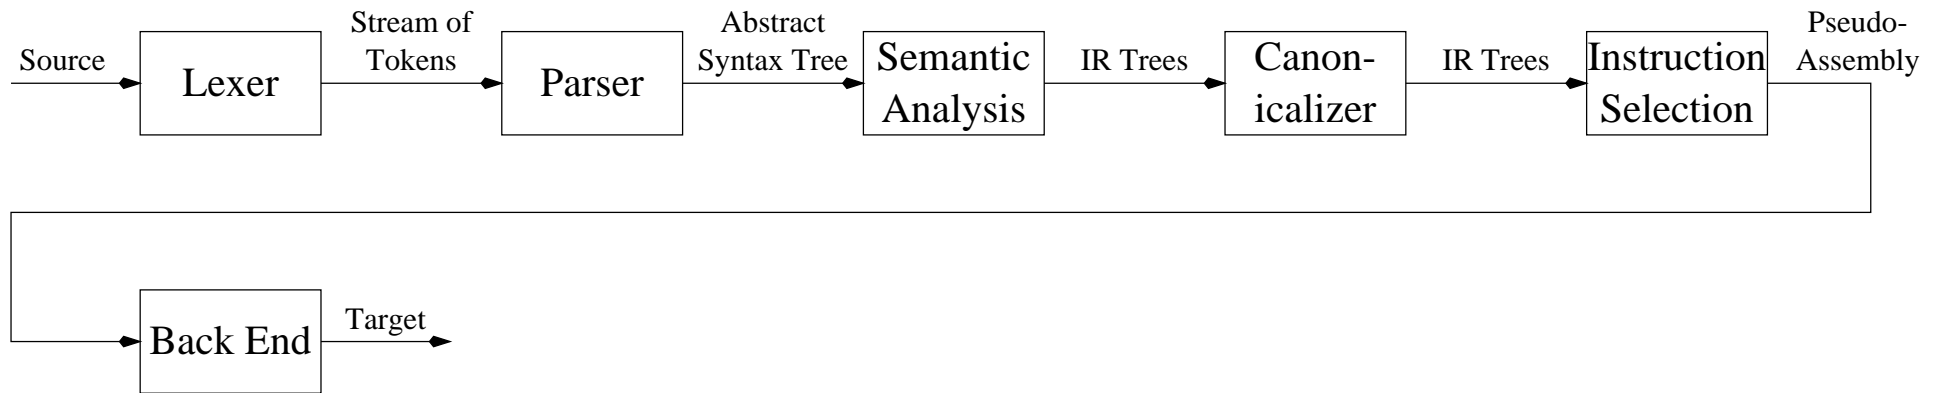 Source
Lexer
Stream of
Tokens
Parser
Abstract
Syntax Tree
Semantic
Analysis
IR Trees
Canon-
icalizer
IR Trees
Instruction
Selection
Pseudo-
Assembly
Back End
Target